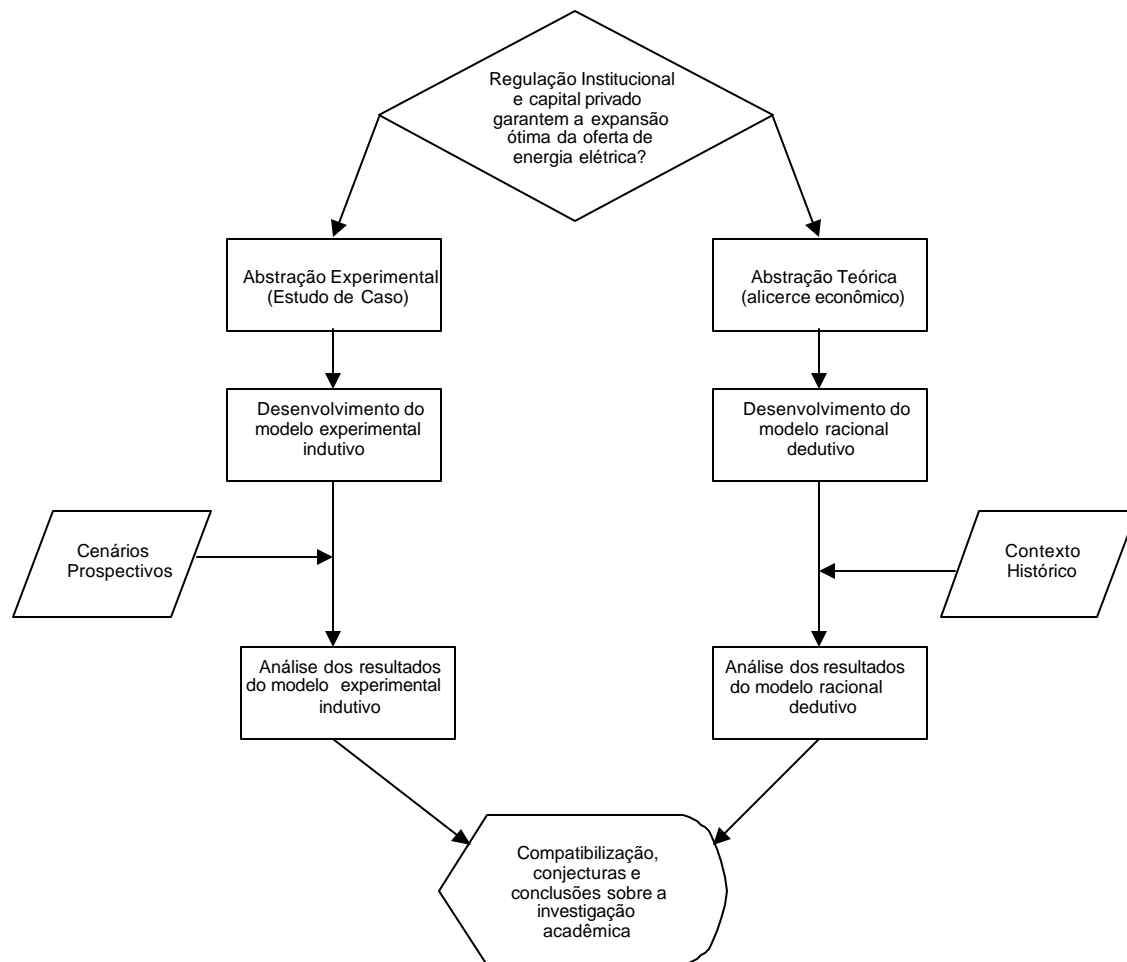 Regulação Institucional
e capital privado
garantem a expansão
ótima da oferta de
energia elétrica?
Abstração Experimental
(Estudo de Caso)
Abstração Teórica
(alicerce econômico)
Desenvolvimento do
modelo experimental
indutivo
Desenvolvimento do
modelo racional
dedutivo
Cenários
Prospectivos
Contexto
Histórico
Análise dos resultados
do modelo experimental
indutivo
Análise dos resultados
do modelo racional
dedutivo
Compatibilização,
conjecturas e
conclusões sobre a
investigação
acadêmica